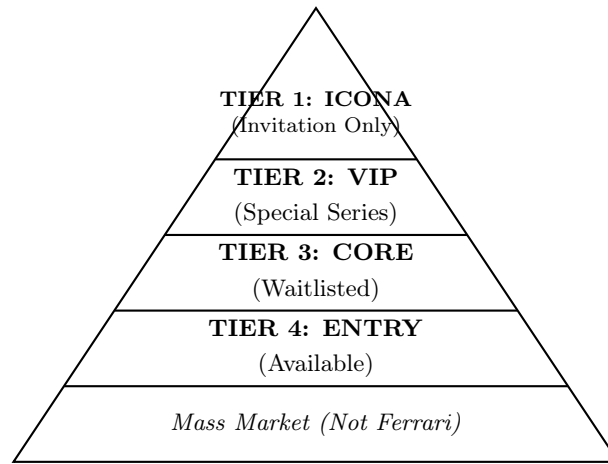 TIER 1: ICONA
(Invitation Only)
TIER 2: VIP
(Special Series)
TIER 3: CORE
(Waitlisted)
TIER 4: ENTRY
(Available)
Mass Market (Not Ferrari)